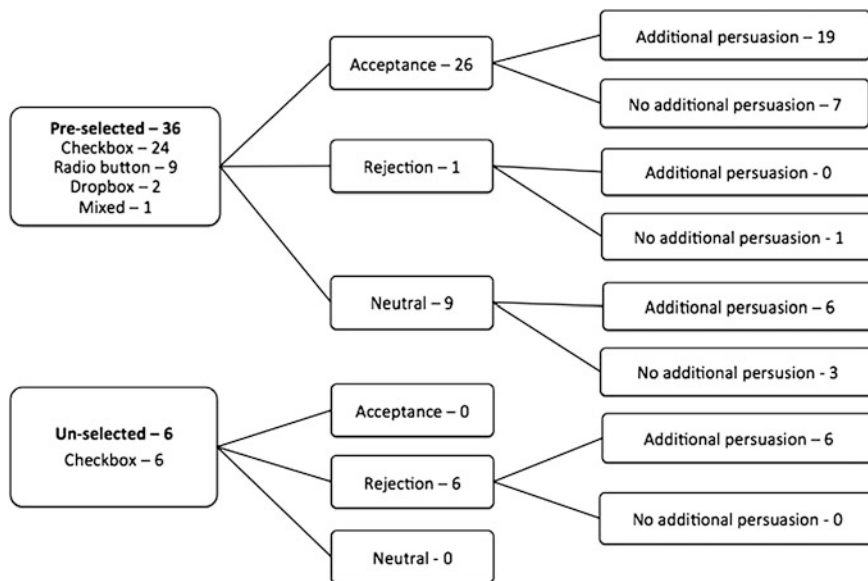 Pre-selected – 36
Checkbox – 24
Radio button – 9
Dropbox – 2
Mixed – 1
Acceptance – 26
Additional persuasion – 19
No additional persuasion – 7
Rejection – 1
Additional persuasion - 0
No additional persuasion - 1
Neutral – 9
Additional persuasion – 6
No additional persuasion - 3
Un-selected – 6
Checkbox – 6
Acceptance – 0
Rejection – 6
Additional persuasion – 6
No additional persuasion - 0
Neutral - 0